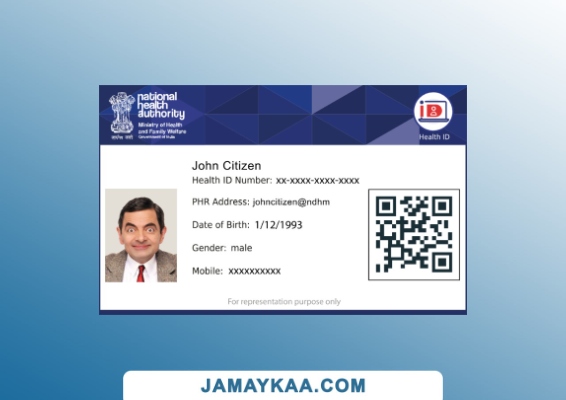 national
health
authority
Ministry of Health
and Family Welfare
Government of India
सत्यमेव जयते
Health ID
John Citizen
Health ID Number: xx-xxxx-xxxx-xxxx
PHR Address: johncitizen@ndhm
Date of Birth: 1/12/1993
Gender: male
Mobile: xxxxxxxxxx
For representation purpose only
JAMAYKAA.COM